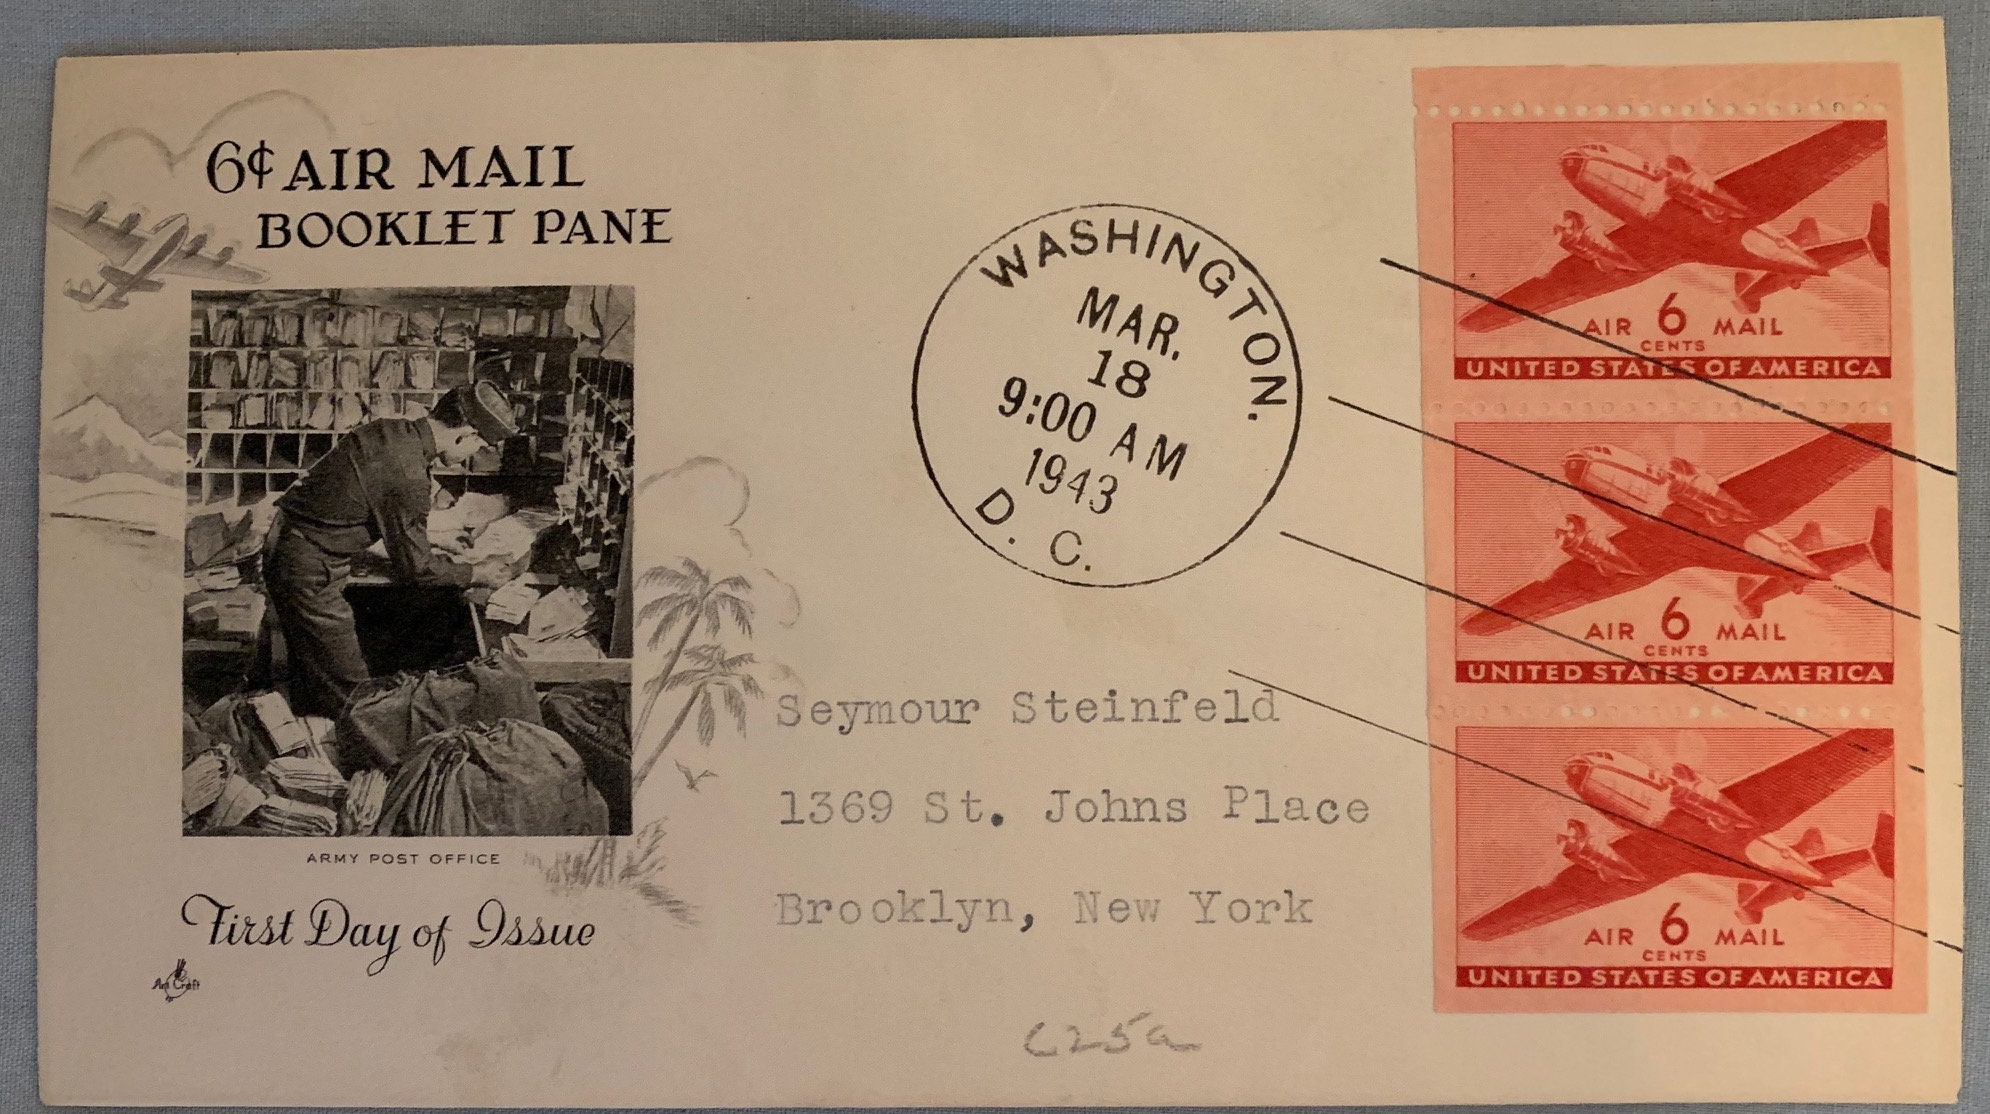 6¢ AIR MAIL
BOOKLET PANE
ARMY POST OFFICE
First Day of Issue
Art Craft
WASHINGTON.
MAR.
18
9:00 AM
1943
D. C.
Seymour Steinfeld
1369 St. Johns Place
Brooklyn, New York
C25a
AIR 6 MAIL
CENTS
UNITED STATES OF AMERICA
AIR 6 MAIL
CENTS
UNITED STATES OF AMERICA
AIR 6 MAIL
CENTS
UNITED STATES OF AMERICA